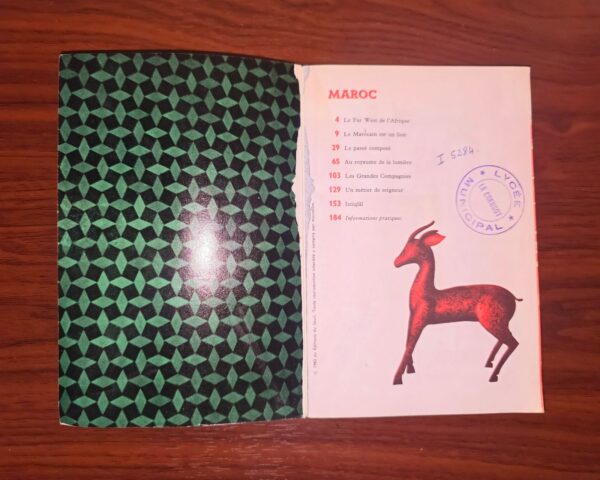 MAROC
4 Le Far West de l'Afrique
9 Le Marocain est un lion
29 Le passé composé
65 Au royaume de la lumière
103 Les Grandes Compagnies
129 Un métier de seigneur
153 Istiqlâl
184 Informations pratiques.
I 5284.
LYCÉE
MUNICIPAL